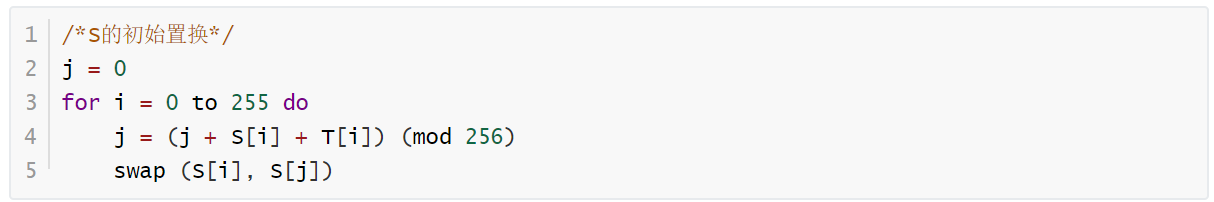 1 /*S的初始置换*/
2 j = 0
3 for i = 0 to 255 do
4     j = (j + S[i] + T[i]) (mod 256)
5     swap (S[i], S[j])